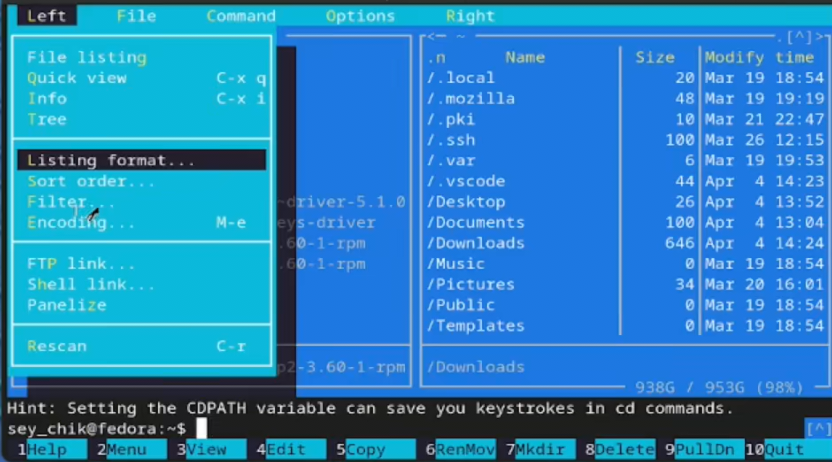 Left File Command Options Right
<─ ~ .[^]>
File listing
Quick view C-x q
Info C-x i
Tree
Listing format...
Sort order...
Filter...
Encoding... M-e
FTP link...
Shell link...
Panelize
Rescan C-r
~driver-5.1.0
eys-driver
.60-1-rpm
.60-1-rpm
p2-3.60-1-rpm
.n Name Size Modify time
/.local 20 Mar 19 18:54
/.mozilla 48 Mar 19 19:19
/.pki 10 Mar 21 22:47
/.ssh 100 Mar 26 12:15
/.var 6 Mar 19 19:53
/.vscode 44 Apr 4 14:23
/Desktop 26 Apr 4 13:52
/Documents 100 Apr 4 13:04
/Downloads 646 Apr 4 14:24
/Music 0 Mar 19 18:54
/Pictures 34 Mar 20 16:01
/Public 0 Mar 19 18:54
/Templates 0 Mar 19 18:54
/Downloads
938G / 953G (98%)
Hint: Setting the CDPATH variable can save you keystrokes in cd commands.
sey_chik@fedora:~$ [^]
1Help 2Menu 3View 4Edit 5Copy 6RenMov 7Mkdir 8Delete 9PullDn 10Quit